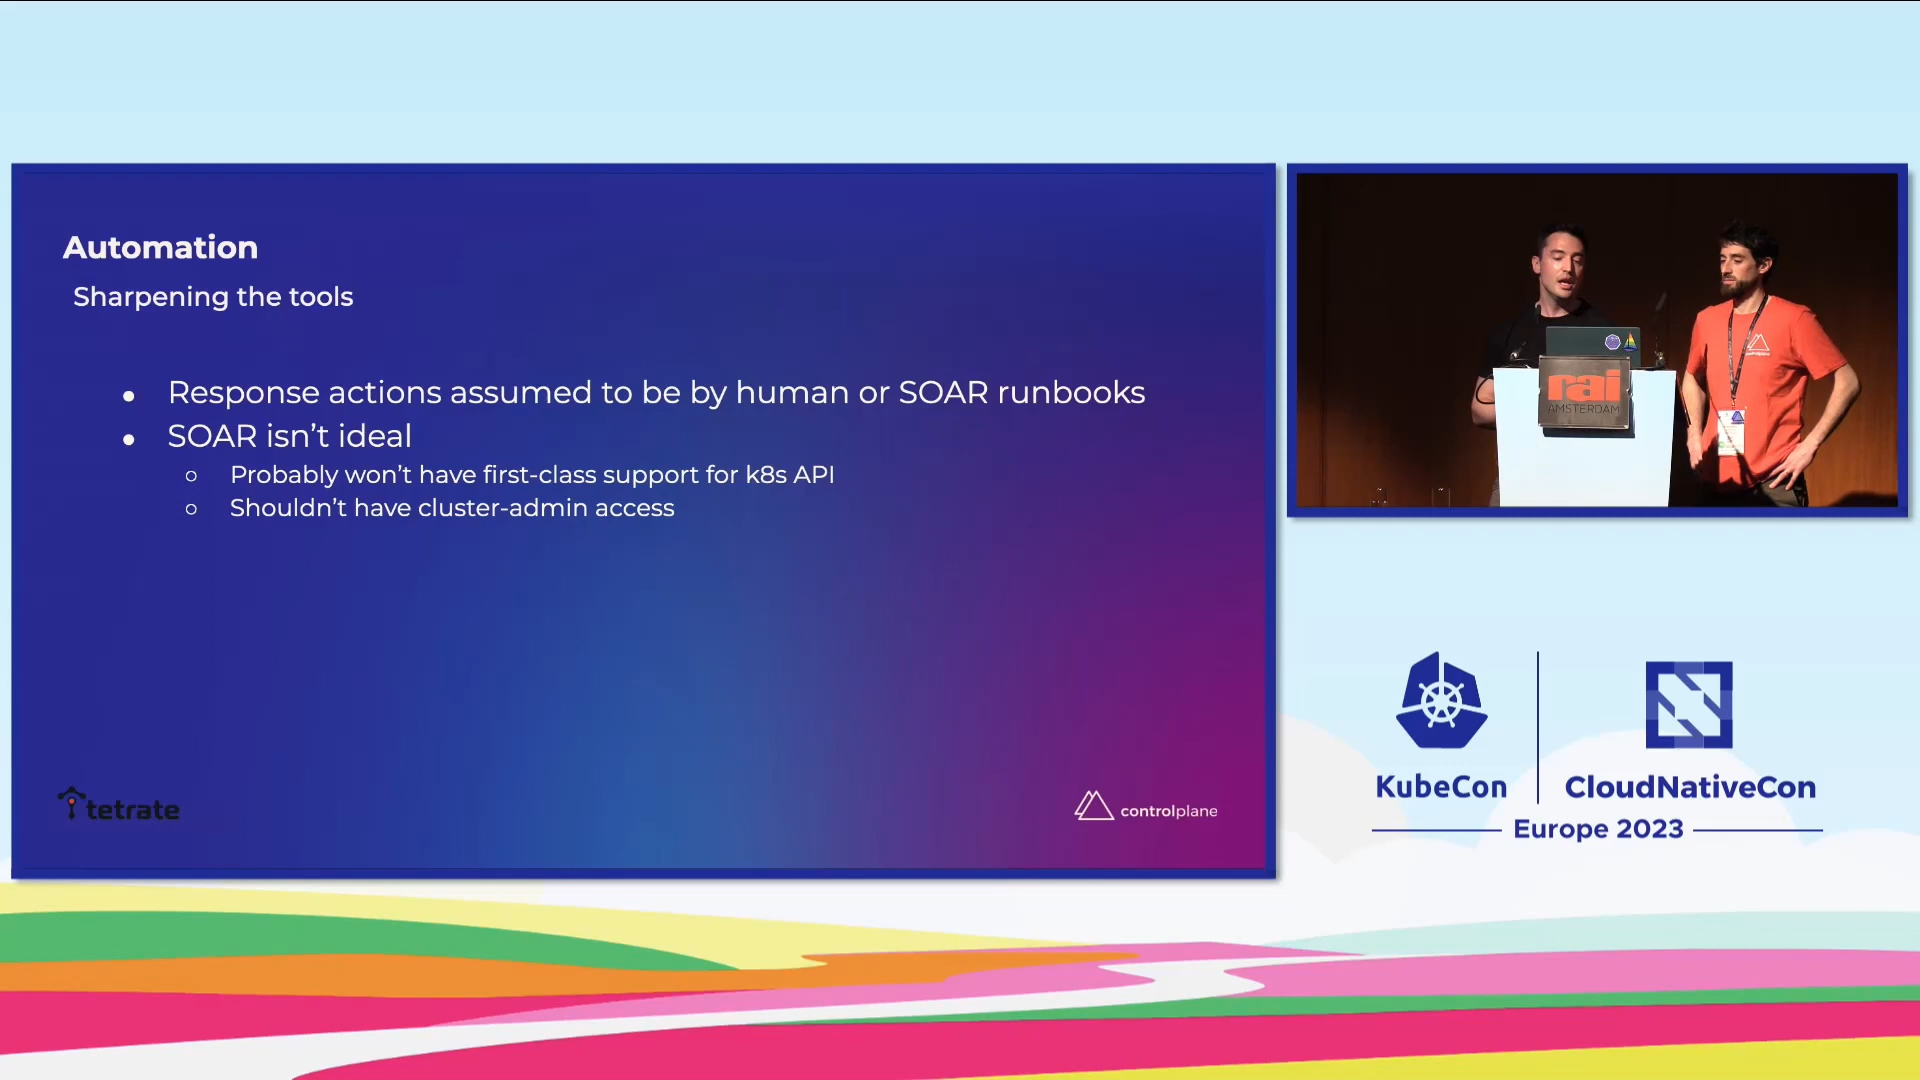 Automation
Sharpening the tools
Response actions assumed to be by human or SOAR runbooks
SOAR isn’t ideal
Probably won’t have first-class support for k8s API
Shouldn’t have cluster-admin access
tetrate
controlplane
rai
AMSTERDAM
controlplane
KubeCon
CloudNativeCon
Europe 2023